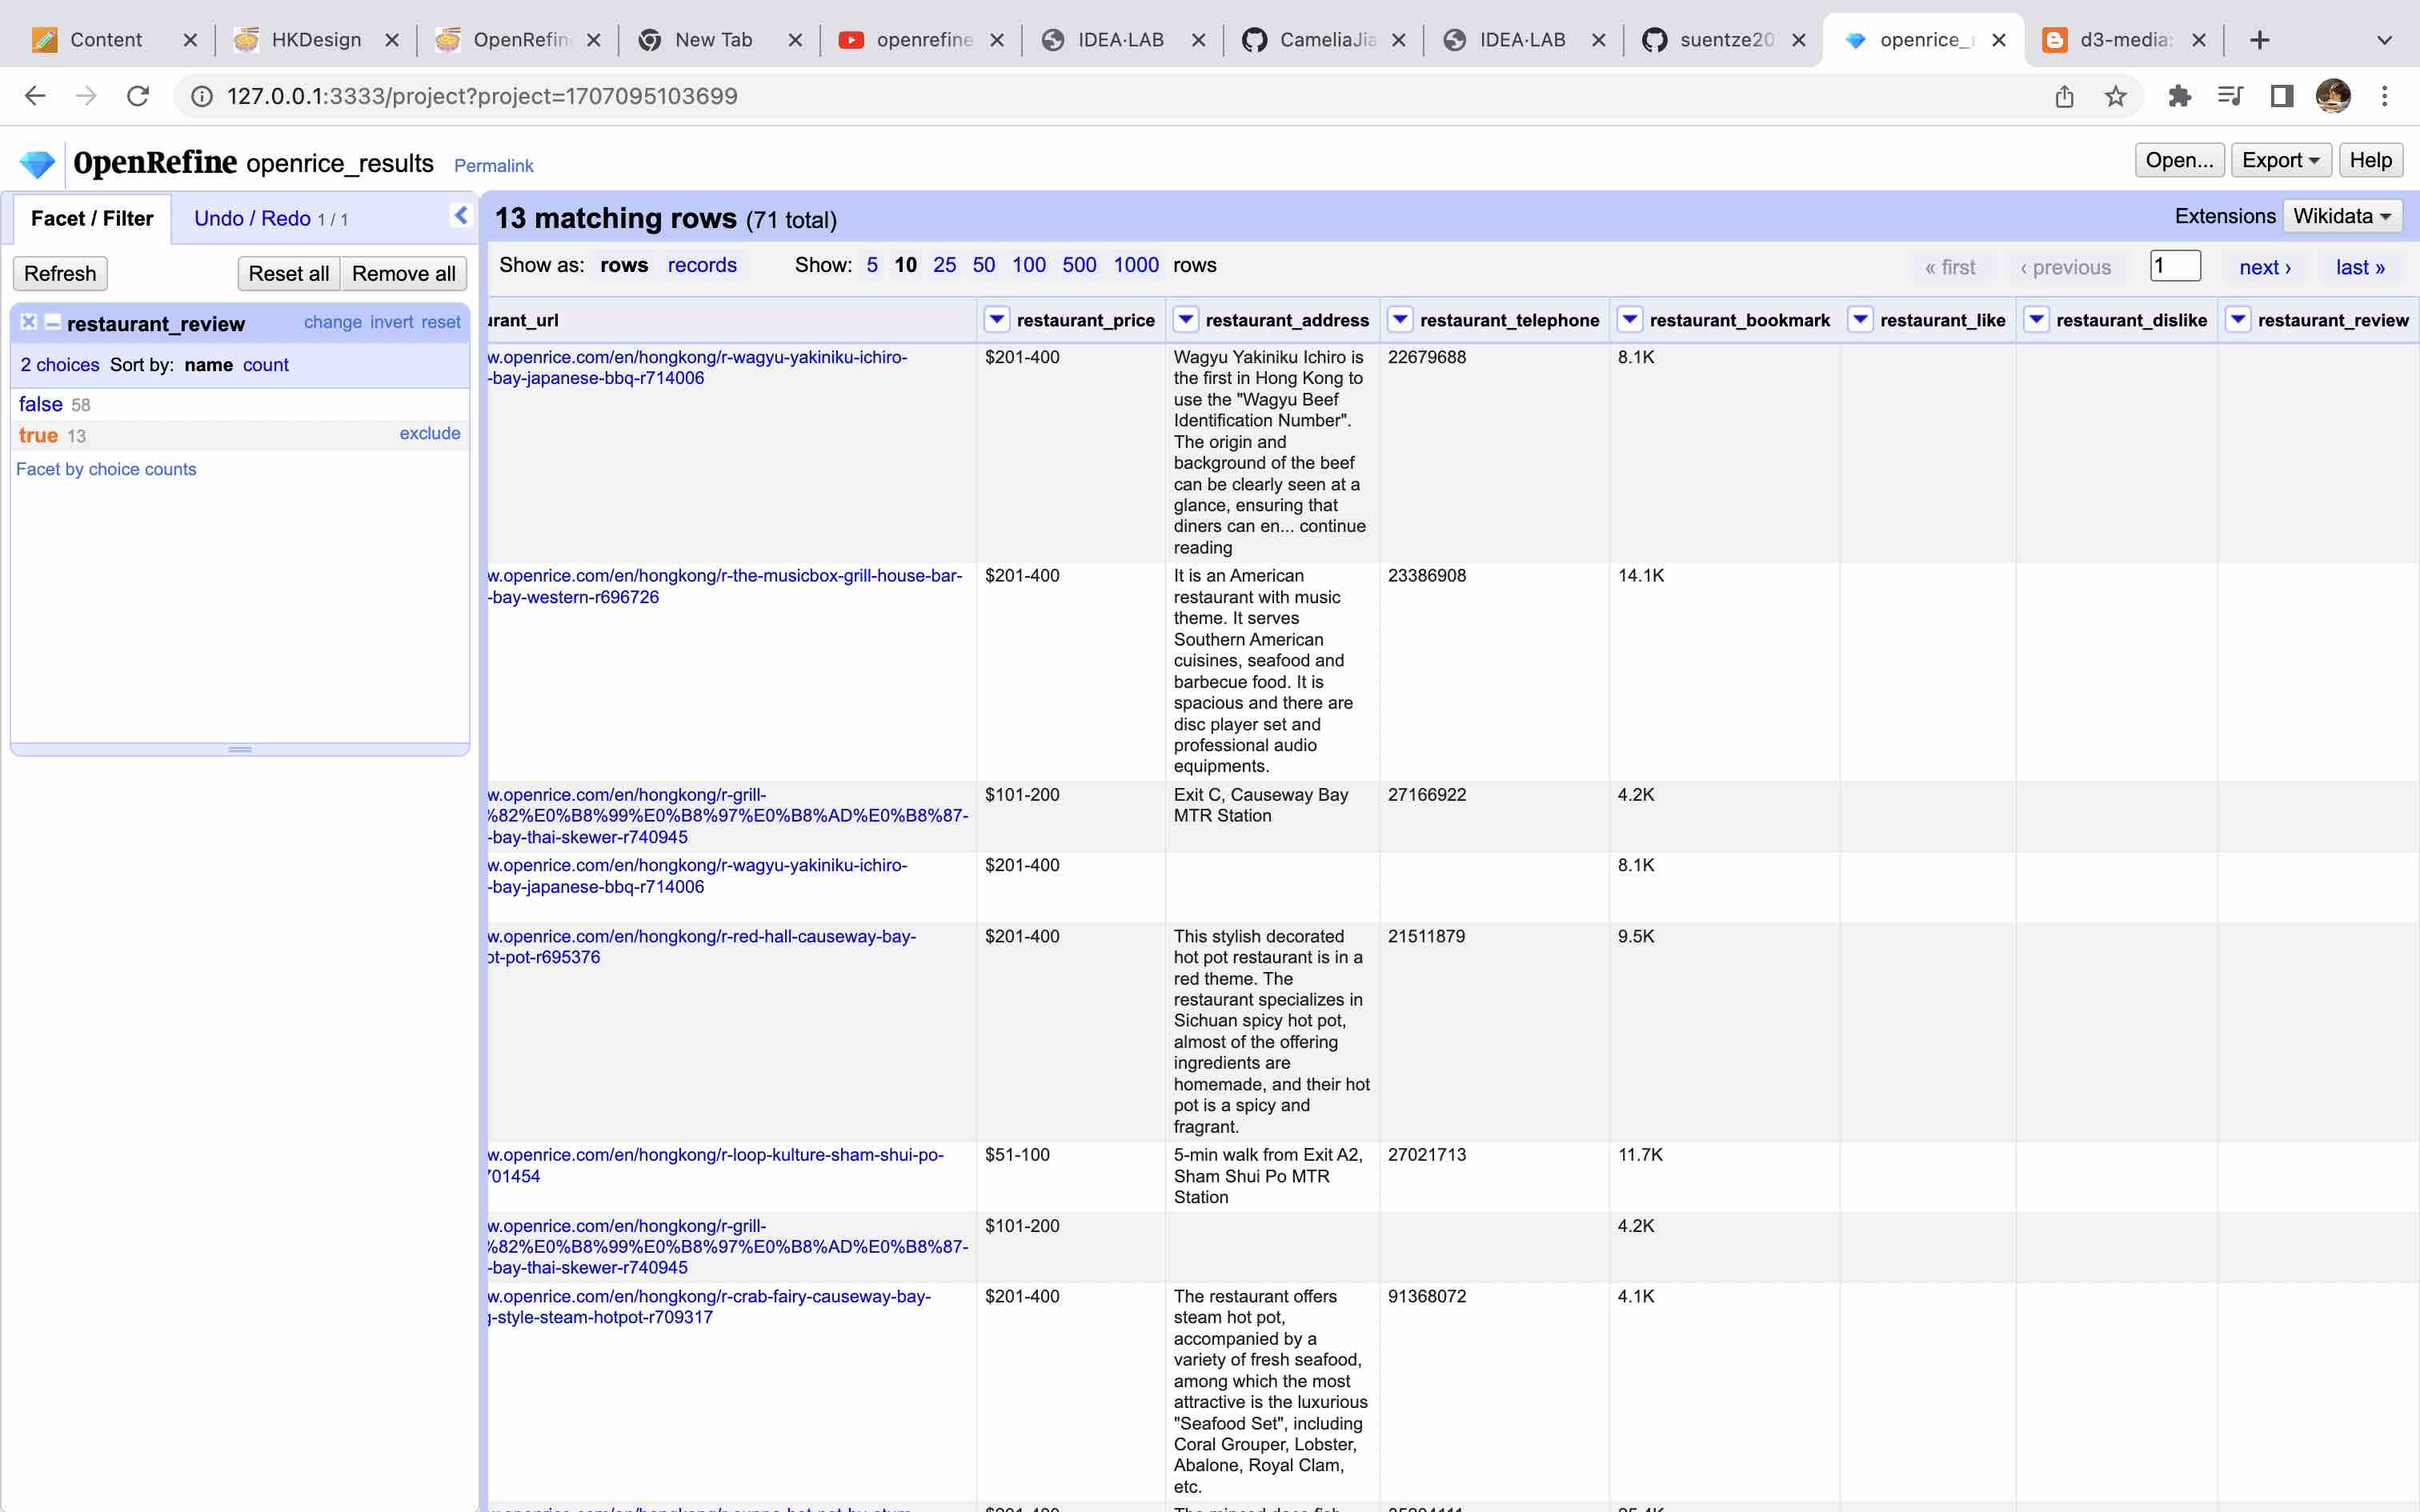 Content
HKDesign
OpenRefin
New Tab
openrefine
IDEA·LAB
CameliaJia
IDEA·LAB
suentze20
openrice_r
d3-media:
127.0.0.1:3333/project?project=1707095103699
OpenRefine openrice_results Permalink
Open... Export Help
Facet / Filter Undo / Redo 1 / 1
13 matching rows (71 total)
Extensions Wikidata
Refresh Reset all Remove all
Show as: rows records Show: 5 10 25 50 100 500 1000 rows
« first ‹ previous 1 next › last »
restaurant_review change invert reset
2 choices Sort by: name count
false 58
true 13 exclude
Facet by choice counts
urant_url restaurant_price restaurant_address restaurant_telephone restaurant_bookmark restaurant_like restaurant_dislike restaurant_review
w.openrice.com/en/hongkong/r-wagyu-yakiniku-ichiro- $201-400 Wagyu Yakiniku Ichiro is 22679688 8.1K
-bay-japanese-bbq-r714006 the first in Hong Kong to
use the "Wagyu Beef
Identification Number".
The origin and
background of the beef
can be clearly seen at a
glance, ensuring that
diners can en... continue
reading
w.openrice.com/en/hongkong/r-the-musicbox-grill-house-bar- $201-400 It is an American 23386908 14.1K
-bay-western-r696726 restaurant with music
theme. It serves
Southern American
cuisines, seafood and
barbecue food. It is
spacious and there are
disc player set and
professional audio
equipments.
w.openrice.com/en/hongkong/r-grill- $101-200 Exit C, Causeway Bay 27166922 4.2K
%82%E0%B8%99%E0%B8%97%E0%B8%AD%E0%B8%87- MTR Station
-bay-thai-skewer-r740945
w.openrice.com/en/hongkong/r-wagyu-yakiniku-ichiro- $201-400 8.1K
-bay-japanese-bbq-r714006
w.openrice.com/en/hongkong/r-red-hall-causeway-bay- $201-400 This stylish decorated 21511879 9.5K
ot-pot-r695376 hot pot restaurant is in a
red theme. The
restaurant specializes in
Sichuan spicy hot pot,
almost of the offering
ingredients are
homemade, and their hot
pot is a spicy and
fragrant.
w.openrice.com/en/hongkong/r-loop-kulture-sham-shui-po- $51-100 5-min walk from Exit A2, 27021713 11.7K
701454 Sham Shui Po MTR
Station
w.openrice.com/en/hongkong/r-grill- $101-200 4.2K
%82%E0%B8%99%E0%B8%97%E0%B8%AD%E0%B8%87-
-bay-thai-skewer-r740945
w.openrice.com/en/hongkong/r-crab-fairy-causeway-bay- $201-400 The restaurant offers 91368072 4.1K
g-style-steam-hotpot-r709317 steam hot pot,
accompanied by a
variety of fresh seafood,
among which the most
attractive is the luxurious
"Seafood Set", including
Coral Grouper, Lobster,
Abalone, Royal Clam,
etc.